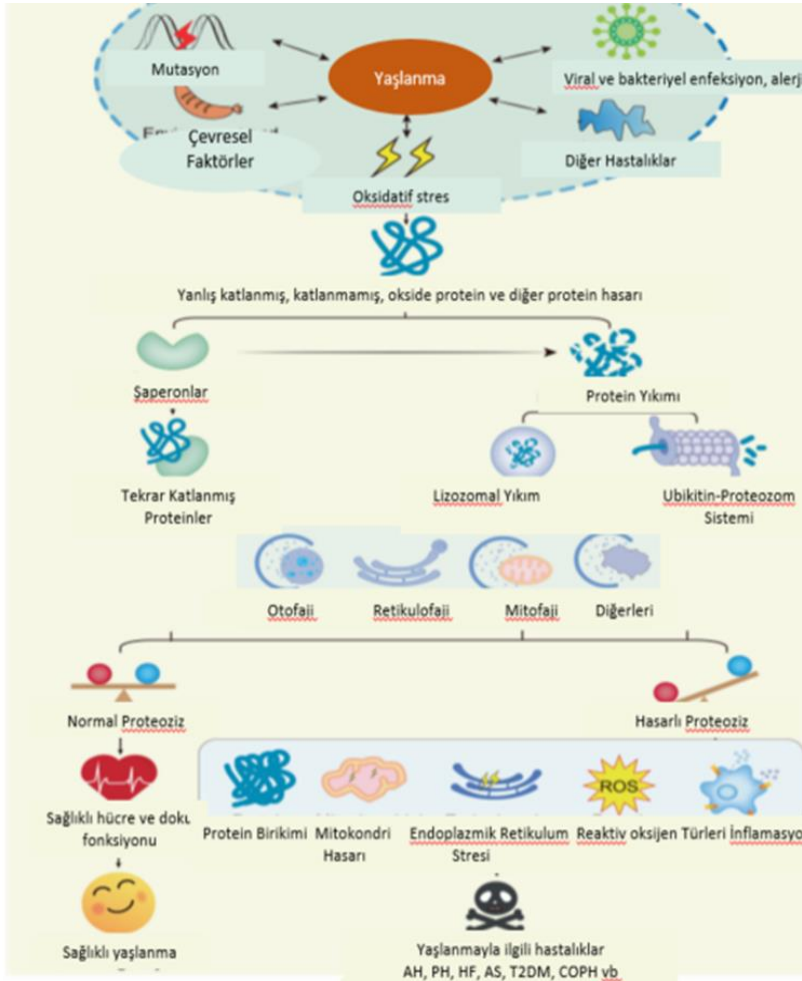 Mutasyon
Yaşlanma
Viral ve bakteriyel enfeksiyon, alerji
Çevresel
Faktörler
Diğer Hastalıklar
Oksidatif stres
Yanlış katlanmış, katlanmamış, okside protein ve diğer protein hasarı
Şaperonlar
Protein Yıkımı
Tekrar Katlanmış
Proteinler
Lizozomal Yıkım
Ubikitin-Proteozom
Sistemi
Otofaji
Retikulofaji
Mitofaji
Diğerleri
Normal Proteoziz
Hasarlı Proteoziz
ROS
Sağlıklı hücre ve doku
fonksiyonu
Protein Birikimi
Mitokondri
Hasarı
Endoplazmik Retikulum
Stresi
Reaktiv oksijen Türleri
İnflamasyo
Sağlıklı yaşlanma
Yaşlanmayla ilgili hastalıklar
AH, PH, HF, AS, T2DM, COPH vb